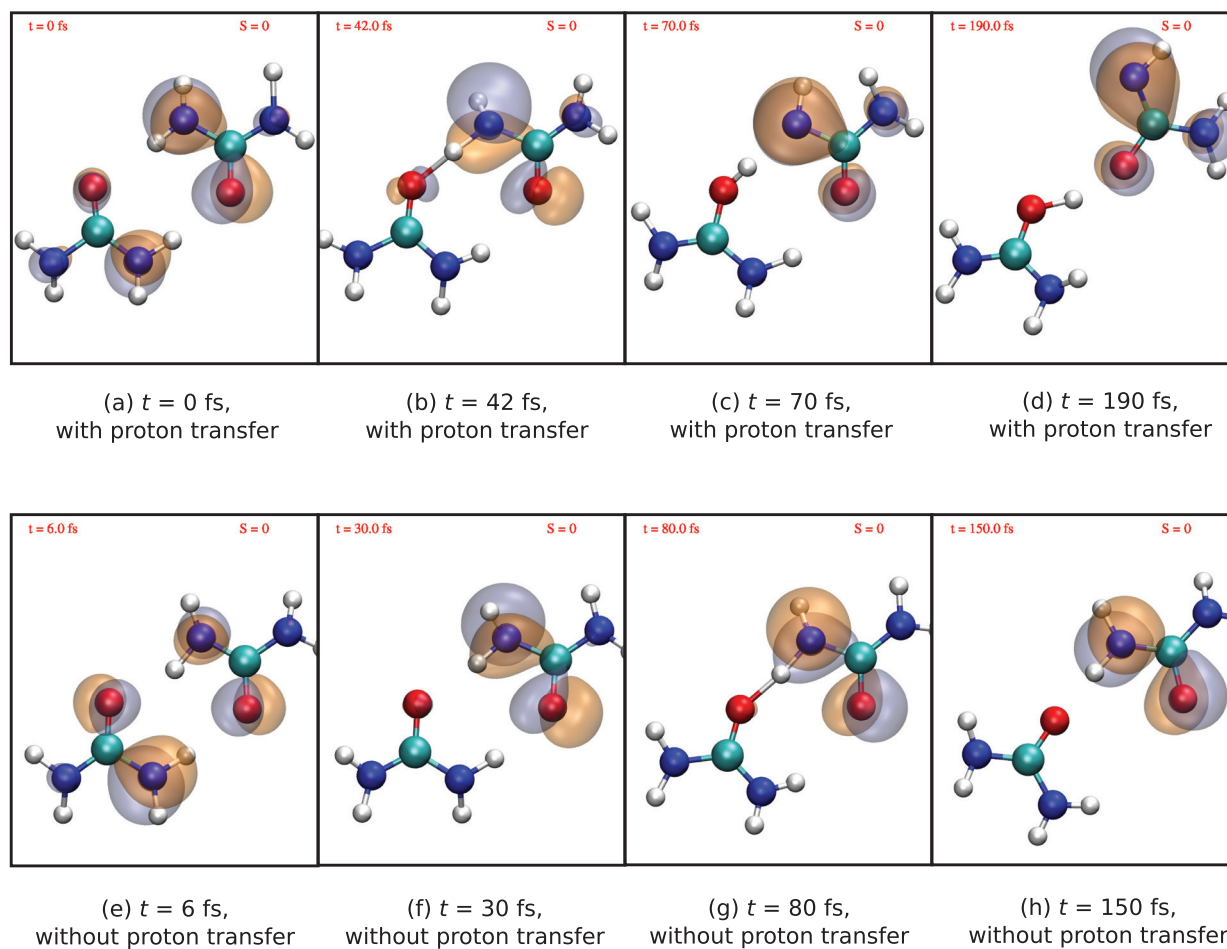 t = 0 fs S = 0
t = 42.0 fs S = 0
t = 70.0 fs S = 0
t = 190.0 fs S = 0
(a) t = 0 fs,
with proton transfer
(b) t = 42 fs,
with proton transfer
(c) t = 70 fs,
with proton transfer
(d) t = 190 fs,
with proton transfer
t = 6.0 fs S = 0
t = 30.0 fs S = 0
t = 80.0 fs S = 0
t = 150.0 fs S = 0
(e) t = 6 fs,
without proton transfer
(f) t = 30 fs,
without proton transfer
(g) t = 80 fs,
without proton transfer
(h) t = 150 fs,
without proton transfer